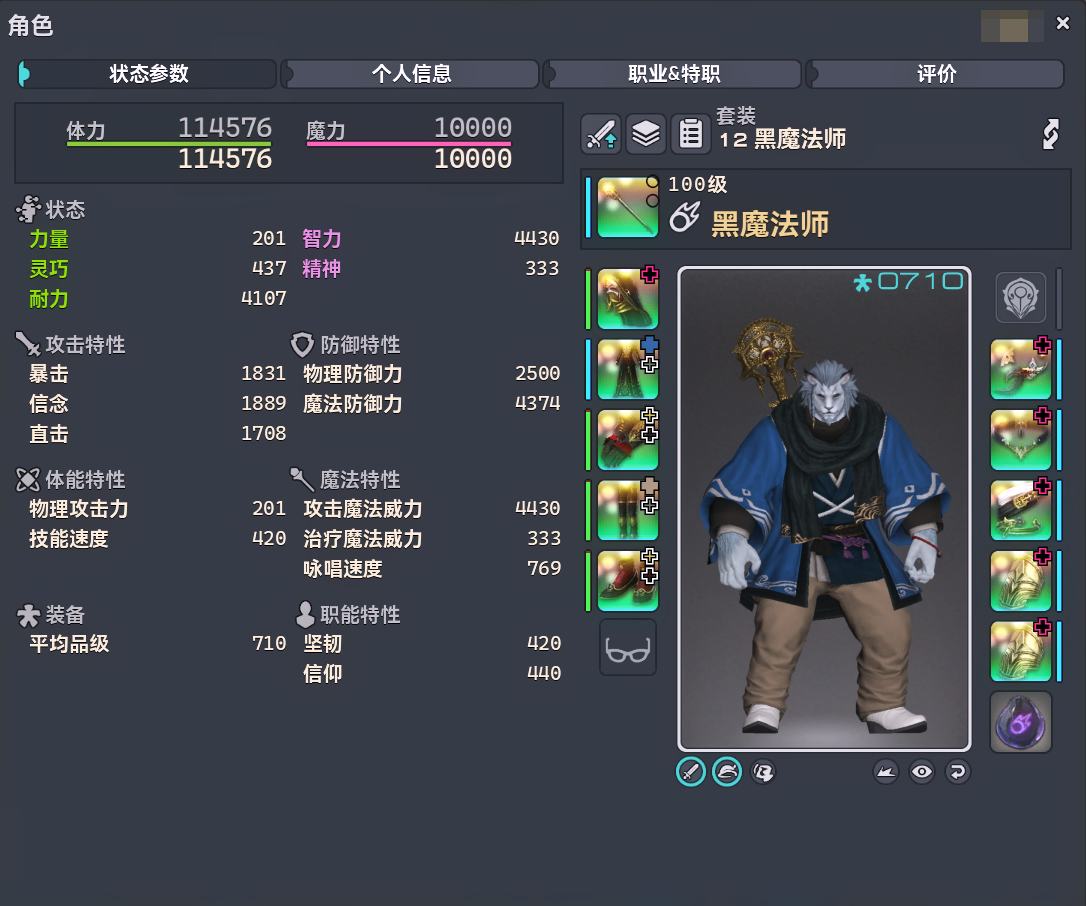 角色
状态参数 个人信息 职业&特职 评价
体力 114576 魔力 10000
114576 10000
套装
12 黑魔法师
100级
黑魔法师
0710
状态
力量 201 智力 4430
灵巧 437 精神 333
耐力 4107
攻击特性 防御特性
暴击 1831 物理防御力 2500
信念 1889 魔法防御力 4374
直击 1708
体能特性 魔法特性
物理攻击力 201 攻击魔法威力 4430
技能速度 420 治疗魔法威力 333
咏唱速度 769
装备 职能特性
平均品级 710 坚韧 420
信仰 440